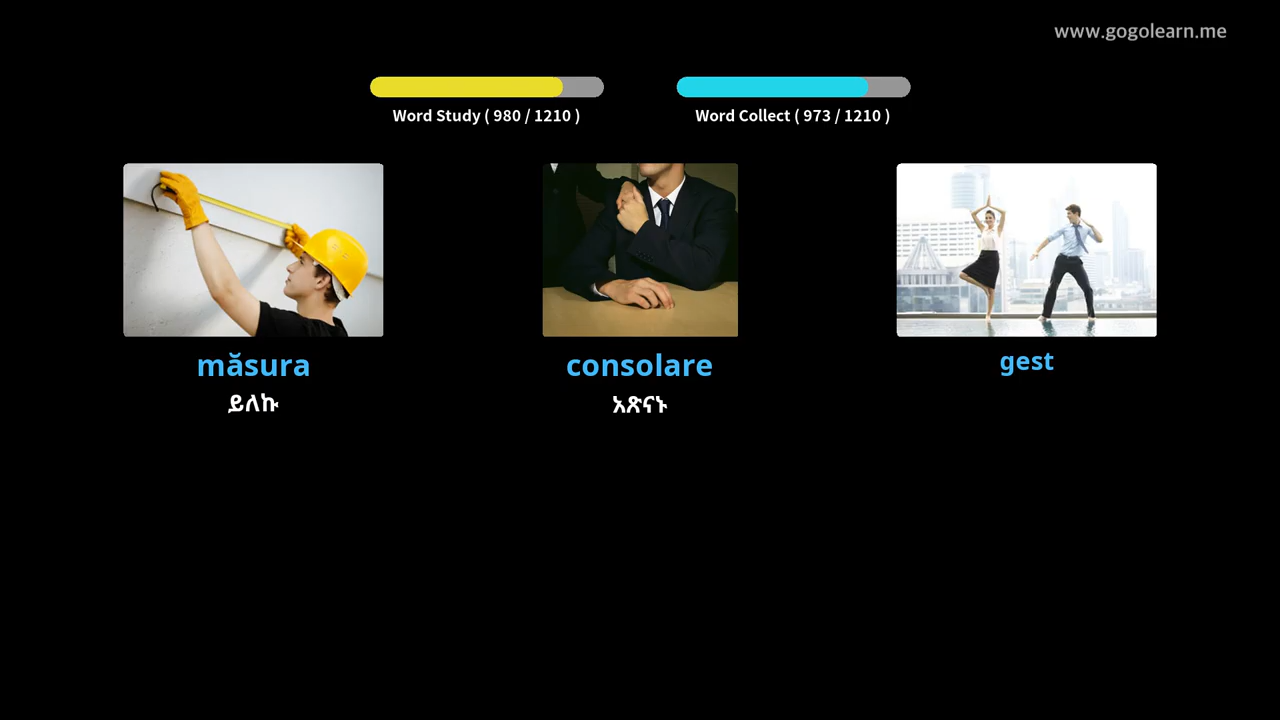 www.gogolearn.me
Word Study ( 980 / 1210 )
Word Collect ( 973 / 1210 )
măsura
ይለኩ
consolare
አጽናኑ
gest